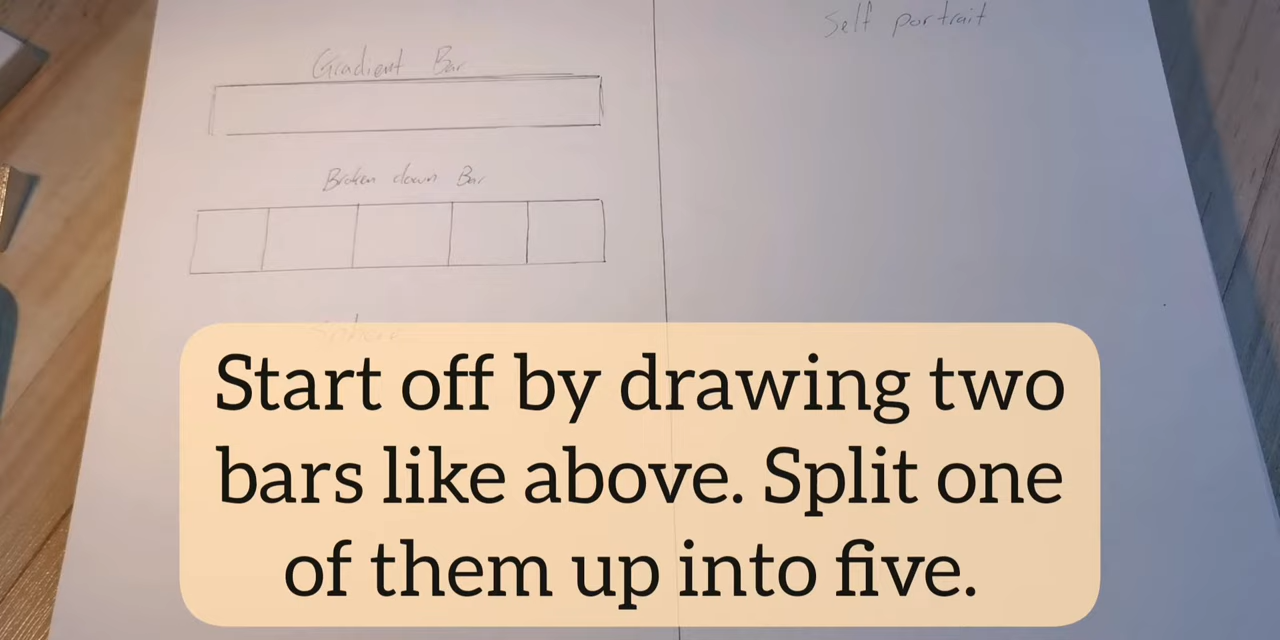 Self portrait
Gradient Bar
Broken down Bar
Start off by drawing two
bars like above. Split one
of them up into five.